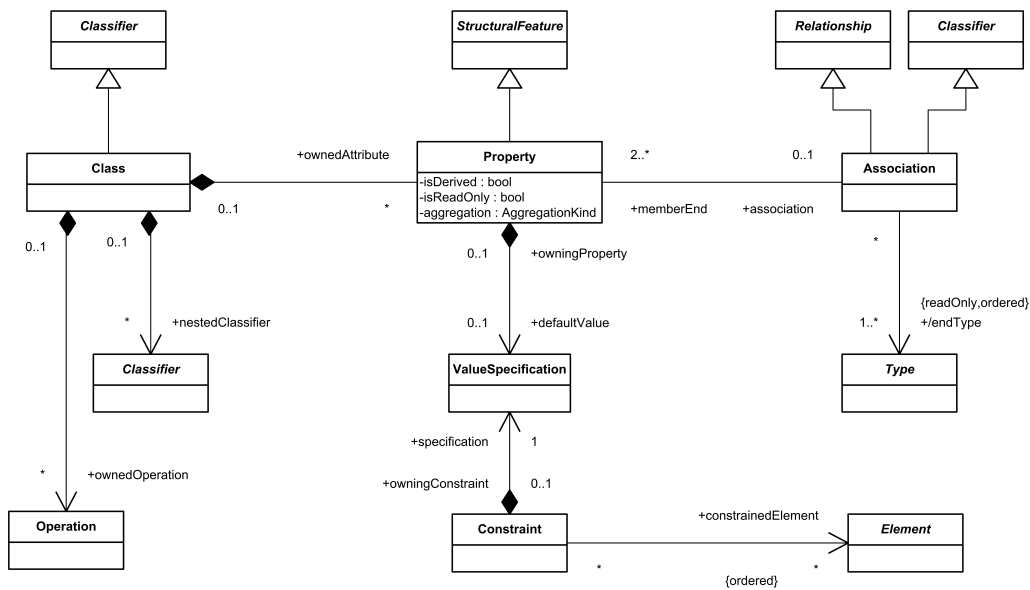 Classifier
StructuralFeature
Relationship
Classifier
Class
+ownedAttribute
Property
2..*
0..1
Association
-isDerived : bool
-isReadOnly : bool
-aggregation : AggregationKind
0..1
*
+memberEnd
+association
0..1
0..1
0..1
+owningProperty
*
*
+nestedClassifier
0..1
+defaultValue
{readOnly,ordered}
1..*
+/endType
Classifier
ValueSpecification
Type
+specification
1
*
+ownedOperation
+owningConstraint
0..1
Operation
Constraint
+constrainedElement
Element
*
*
{ordered}